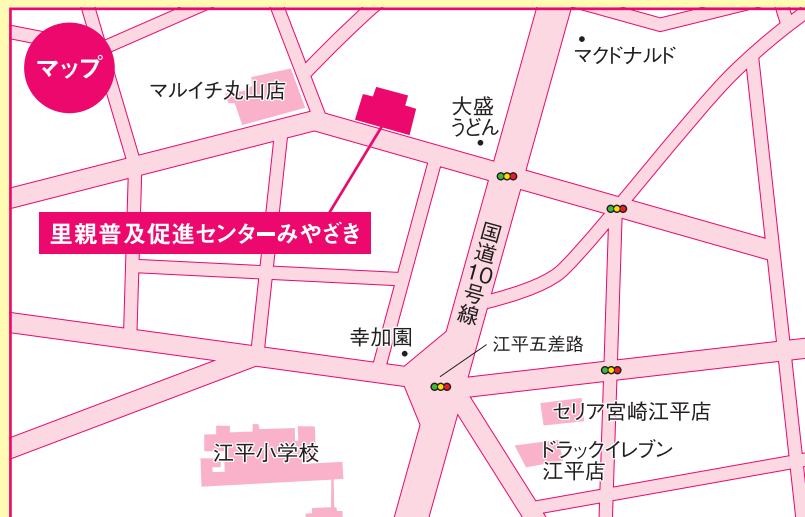 マップ
マクドナルド
マルイチ丸山店
大盛
うどん
里親普及促進センターみやざき
国道10号線
幸加園
江平五差路
セリア宮崎江平店
江平小学校
ドラックイレブン
江平店